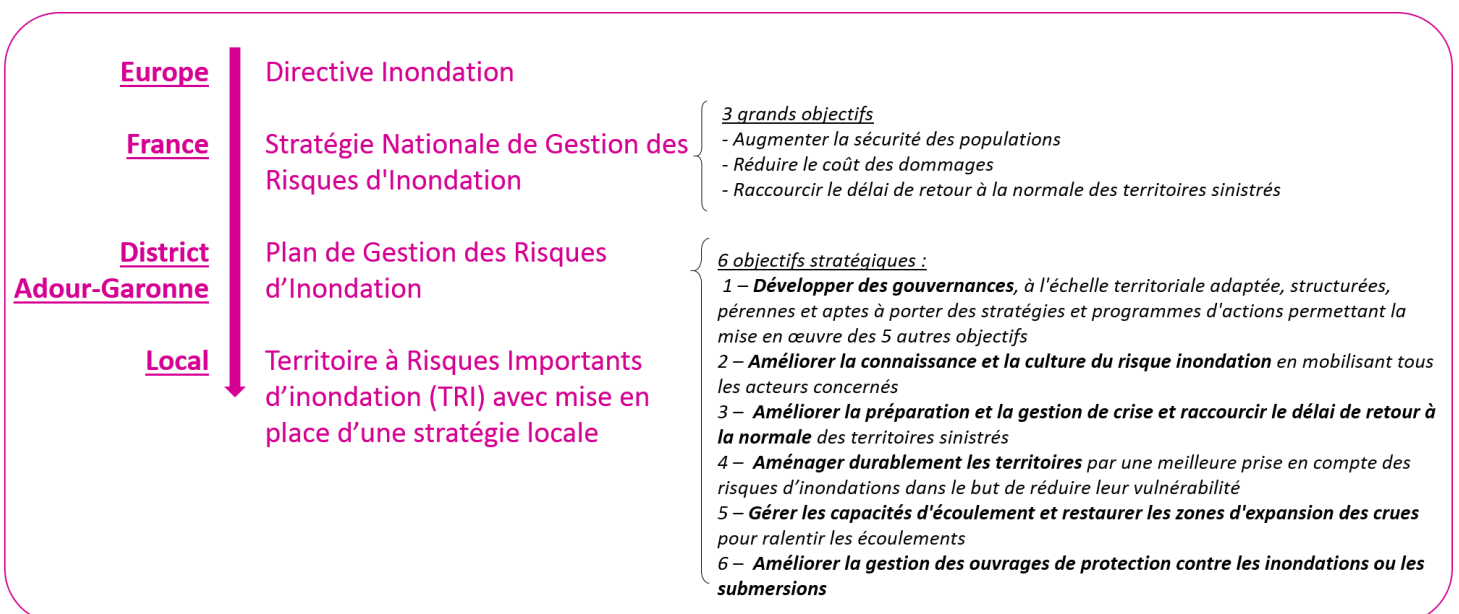 Europe
Directive Inondation
France
Stratégie Nationale de Gestion des
Risques d'Inondation
3 grands objectifs
- Augmenter la sécurité des populations
- Réduire le coût des dommages
- Raccourcir le délai de retour à la normale des territoires sinistrés
District
Adour-Garonne
Plan de Gestion des Risques
d’Inondation
6 objectifs stratégiques :
1 – Développer des gouvernances, à l'échelle territoriale adaptée, structurées,
pérennes et aptes à porter des stratégies et programmes d'actions permettant la
mise en œuvre des 5 autres objectifs
2 – Améliorer la connaissance et la culture du risque inondation en mobilisant tous
les acteurs concernés
3 – Améliorer la préparation et la gestion de crise et raccourcir le délai de retour à
la normale des territoires sinistrés
4 – Aménager durablement les territoires par une meilleure prise en compte des
risques d’inondations dans le but de réduire leur vulnérabilité
5 – Gérer les capacités d'écoulement et restaurer les zones d'expansion des crues
pour ralentir les écoulements
6 – Améliorer la gestion des ouvrages de protection contre les inondations ou les
submersions
Local
Territoire à Risques Importants
d’inondation (TRI) avec mise en
place d’une stratégie locale